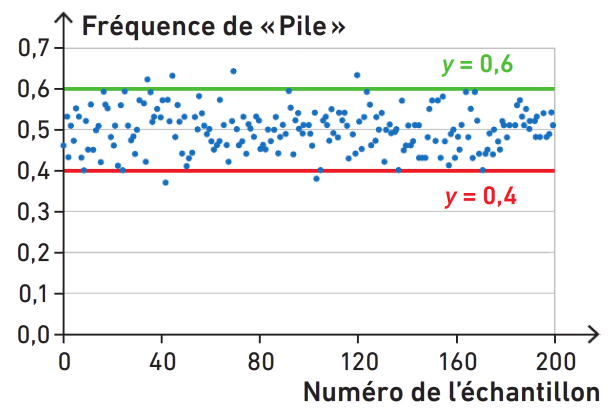 Fréquence de «Pile»
0,7
y = 0,6
0,6
0,5
0,4
y = 0,4
0,3
0,2
0,1
0,0
0 40 80 120 160 200
Numéro de l'échantillon